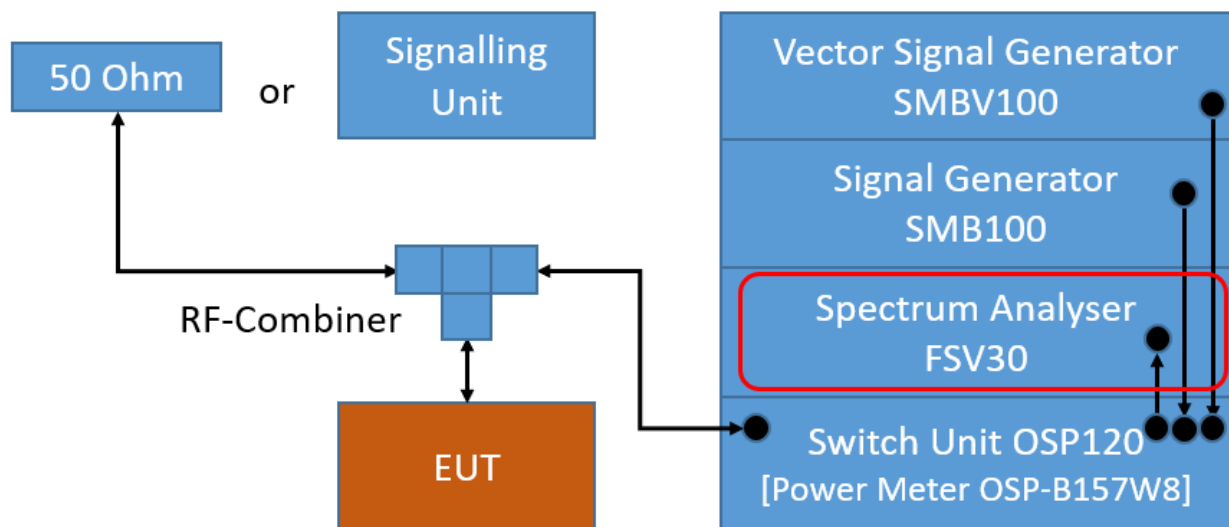 50 Ohm
or
Signalling
Unit
Vector Signal Generator
SMBV100
Signal Generator
SMB100
RF-Combiner
Spectrum Analyser
FSV30
EUT
Switch Unit OSP120
[Power Meter OSP-B157W8]